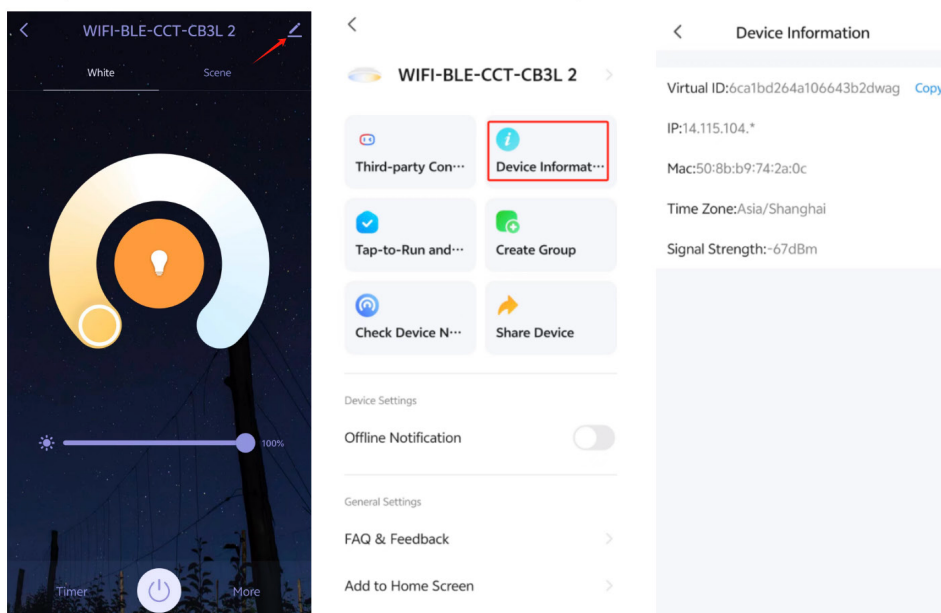 WIFI-BLE-CCT-CB3L 2
White
Scene
100%
Timer
More
WIFI-BLE-CCT-CB3L 2
Third-party Con···
Device Informat···
Tap-to-Run and···
Create Group
Check Device N···
Share Device
Device Settings
Offline Notification
General Settings
FAQ & Feedback
Add to Home Screen
Device Information
Virtual ID:6ca1bd264a106643b2dwag Copy
IP:14.115.104.*
Mac:50:8b:b9:74:2a:0c
Time Zone:Asia/Shanghai
Signal Strength:-67dBm